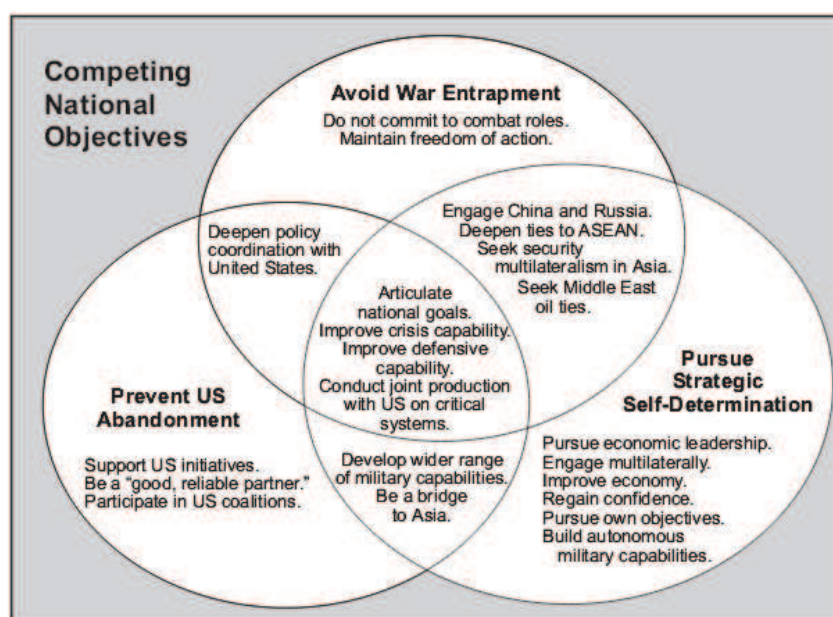 Competing
National
Objectives
Avoid War Entrapment
Do not commit to combat roles.
Maintain freedom of action.
Deepen policy
coordination with
United States.
Engage China and Russia.
Deepen ties to ASEAN.
Seek security
multilateralism in Asia.
Seek Middle East
oil ties.
Articulate
national goals.
Improve crisis capability.
Improve defensive
capability.
Conduct joint production
with US on critical
systems.
Prevent US
Abandonment
Support US initiatives.
Be a "good, reliable partner."
Participate in US coalitions.
Develop wider range
of military capabilities.
Be a bridge
to Asia.
Pursue
Strategic
Self-Determination
Pursue economic leadership.
Engage multilaterally.
Improve economy.
Regain confidence.
Pursue own objectives.
Build autonomous
military capabilities.